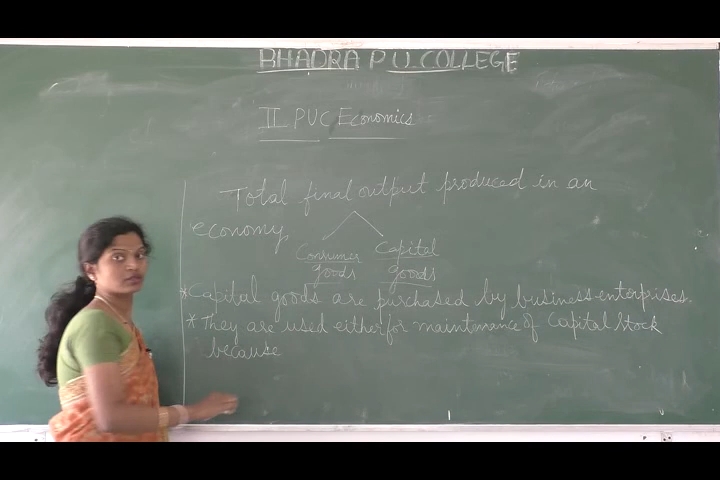 BHADRA P U. COLLEGE
II PUC Economics
Total final output produced in an
economy
Consumer goods
Capital goods
*Capital goods are purchased by business enterprises.
* They are used either for maintenance of Capital Stock
because